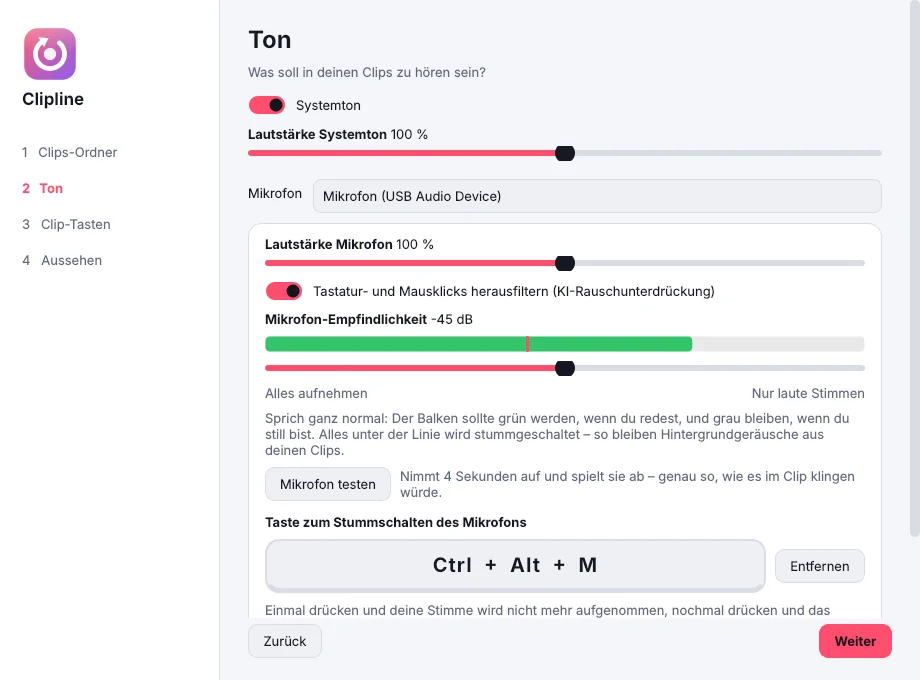 Clipline
1 Clips-Ordner
2 Ton
3 Clip-Tasten
4 Aussehen
Ton
Was soll in deinen Clips zu hören sein?
Systemton
Lautstärke Systemton 100 %
Mikrofon
Mikrofon (USB Audio Device)
Lautstärke Mikrofon 100 %
Tastatur- und Mausklicks herausfiltern (KI-Rauschunterdrückung)
Mikrofon-Empfindlichkeit -45 dB
Alles aufnehmen
Nur laute Stimmen
Sprich ganz normal: Der Balken sollte grün werden, wenn du redest, und grau bleiben, wenn du
still bist. Alles unter der Linie wird stummgeschaltet – so bleiben Hintergrundgeräusche aus
deinen Clips.
Mikrofon testen
Nimmt 4 Sekunden auf und spielt sie ab – genau so, wie es im Clip klingen
würde.
Taste zum Stummschalten des Mikrofons
Ctrl + Alt + M
Entfernen
Einmal drücken und deine Stimme wird nicht mehr aufgenommen, nochmal drücken und das
Zurück
Weiter